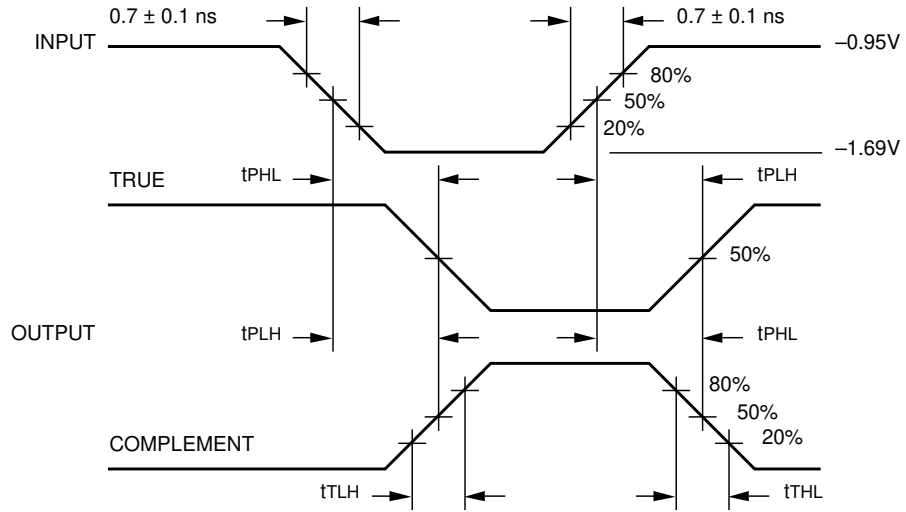 0.7 ± 0.1 ns
0.7 ± 0.1 ns
INPUT
–0.95V
80%
50%
20%
–1.69V
tPHL
tPLH
TRUE
50%
OUTPUT
tPLH
tPHL
80%
50%
20%
COMPLEMENT
tTLH
tTHL